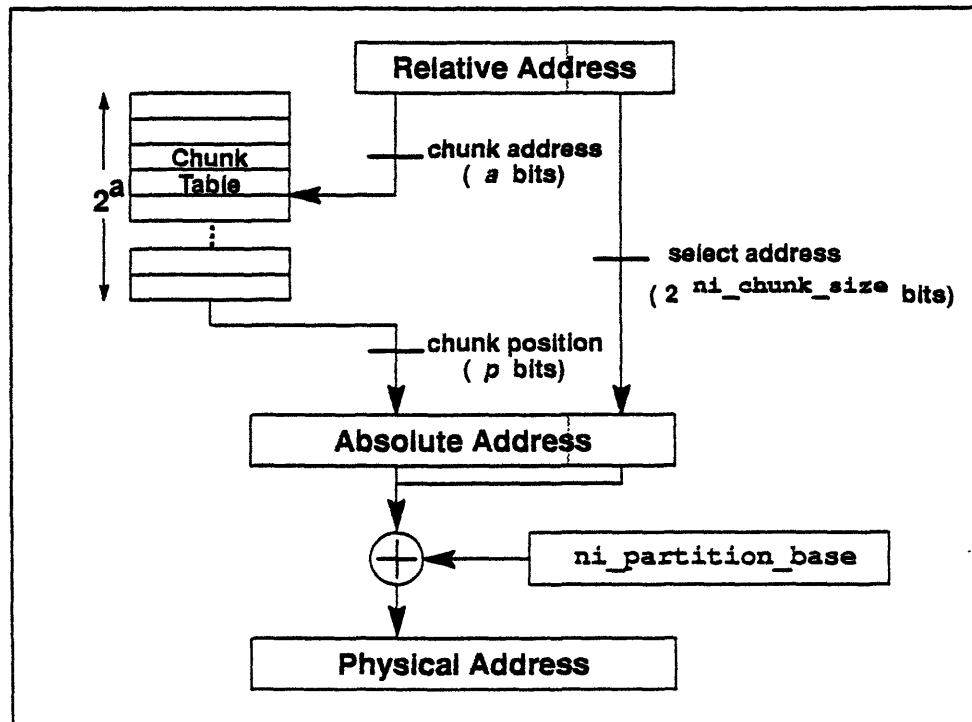 Relative Address
Chunk
Table
2^a
chunk address
( a bits)
select address
( 2 ^ni_chunk_size bits)
chunk position
( p bits)
Absolute Address
ni_partition_base
Physical Address